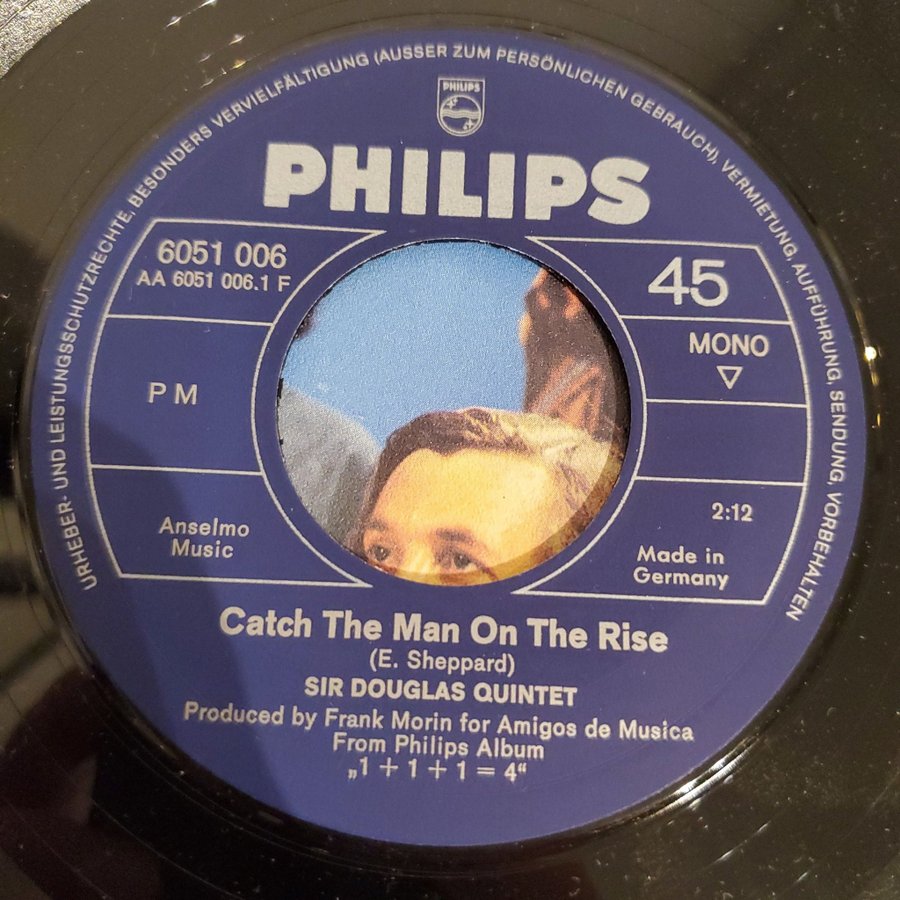 URHEBER- UND LEISTUNGSSCHUTZRECHTE, BESONDERS VERVIELFÄLTIGUNG (AUSSER ZUM PERSÖNLICHEN GEBRAUCH), VERMIETUNG, AUFFÜHRUNG, SENDUNG, VORBEHALTEN
PHILIPS
PHILIPS
6051 006
AA 6051 006.1 F
45
MONO
PM
2:12
Anselmo
Music
Made in
Germany
Catch The Man On The Rise
(E. Sheppard)
SIR DOUGLAS QUINTET
Produced by Frank Morin for Amigos de Musica
From Philips Album
„1 + 1 + 1 = 4“